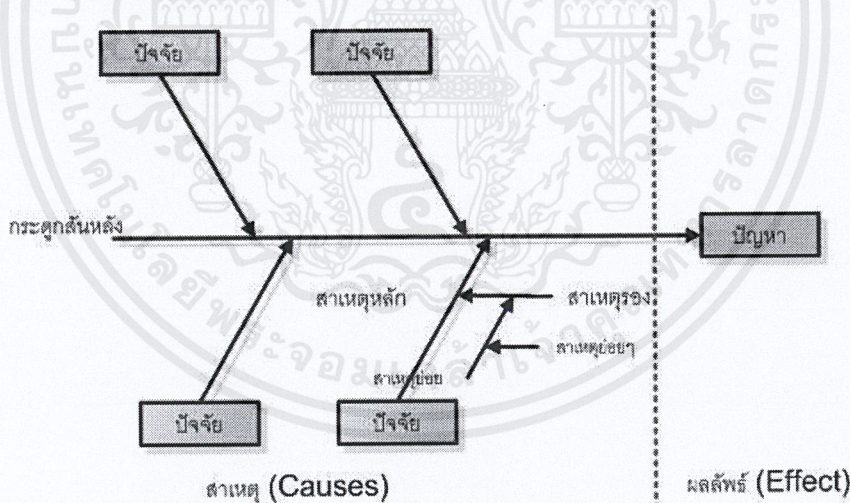 ปัจจัย ปัจจัย
กระดูกสันหลัง
ปัญหา
สาเหตุหลัก สาเหตุรอง
สาเหตุย่อยๆ
สาเหตุย่อย
ปัจจัย ปัจจัย
สาเหตุ (Causes) ผลลัพธ์ (Effect)